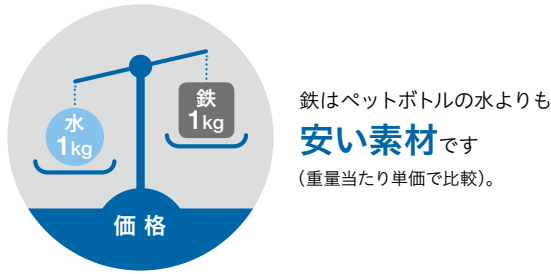 水
1kg
鉄
1kg
価格
鉄はペットボトルの水よりも
安い素材です
（重量当たり単価で比較）。